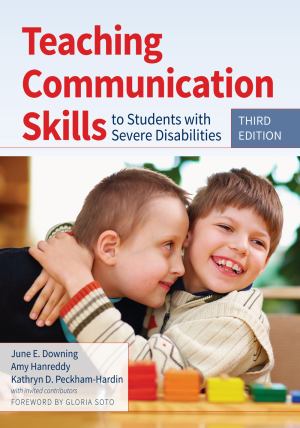 Teaching
Communication
Skills
to Students with
Severe Disabilities
THIRD
EDITION
June E. Downing
Amy Hanreddy
Kathryn D. Peckham-Hardin
with invited contributors
FOREWORD BY GLORIA SOTO